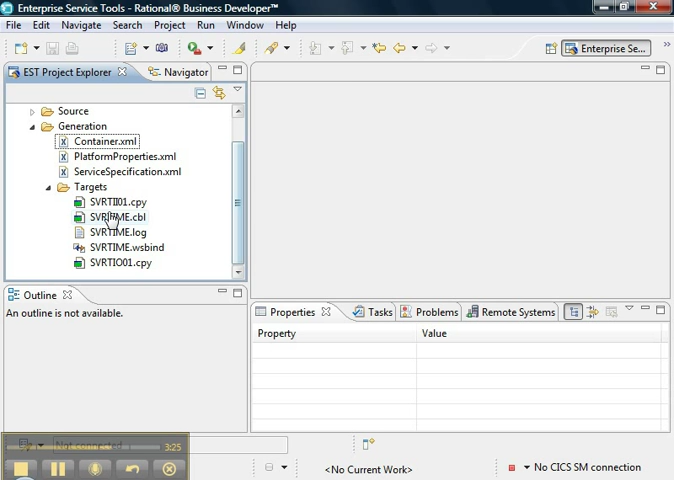 Enterprise Service Tools - Rational® Business Developer™
File Edit Navigate Search Project Run Window Help
Enterprise Se...
EST Project Explorer Navigator
Source
Generation
Container.xml
PlatformProperties.xml
ServiceSpecification.xml
Targets
SVRTII01.cpy
SVRTIME.cbl
SVRTIME.log
SVRTIME.wsbind
SVRTIO01.cpy
Outline
An outline is not available.
Properties Tasks Problems Remote Systems
Property Value
Not connected
3:25
<No Current Work>
No CICS SM connection